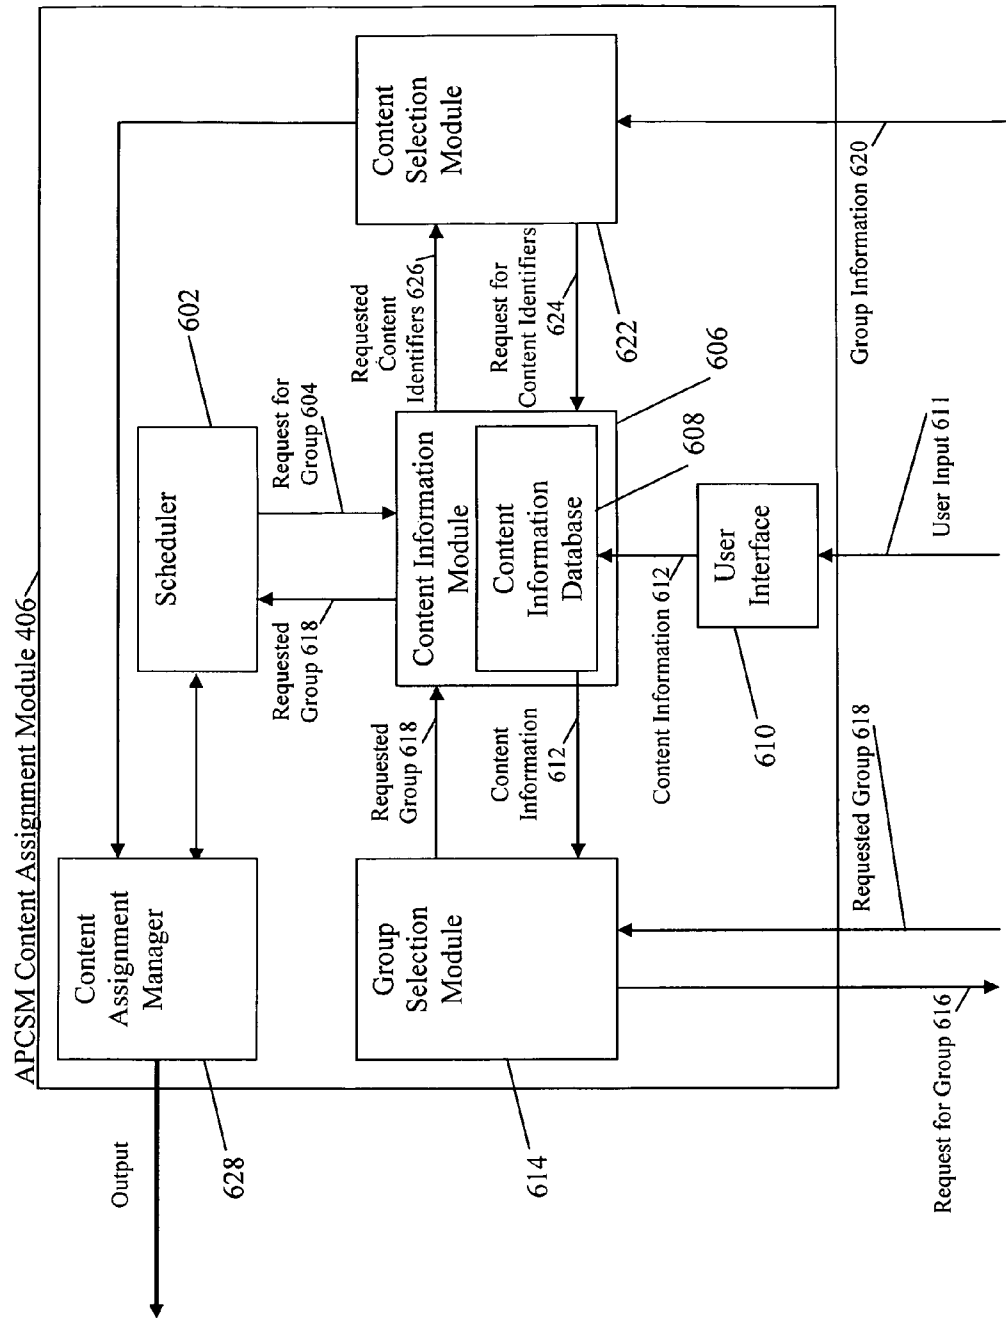 APCSM Content Assignment Module 406
Output
Content
Assignment
Manager
628
Scheduler
602
Content
Selection
Module
622
Requested
Group 618
Request for
Group 604
Requested
Content
Identifiers 626
Request for
Content Identifiers
624
Content Information
Module
606
Content
Information
Database
608
Requested
Group 618
Content
Information
612
Group
Selection
Module
614
Content Information 612
User
Interface
610
Request for Group 616
Requested Group 618
User Input 611
Group Information 620